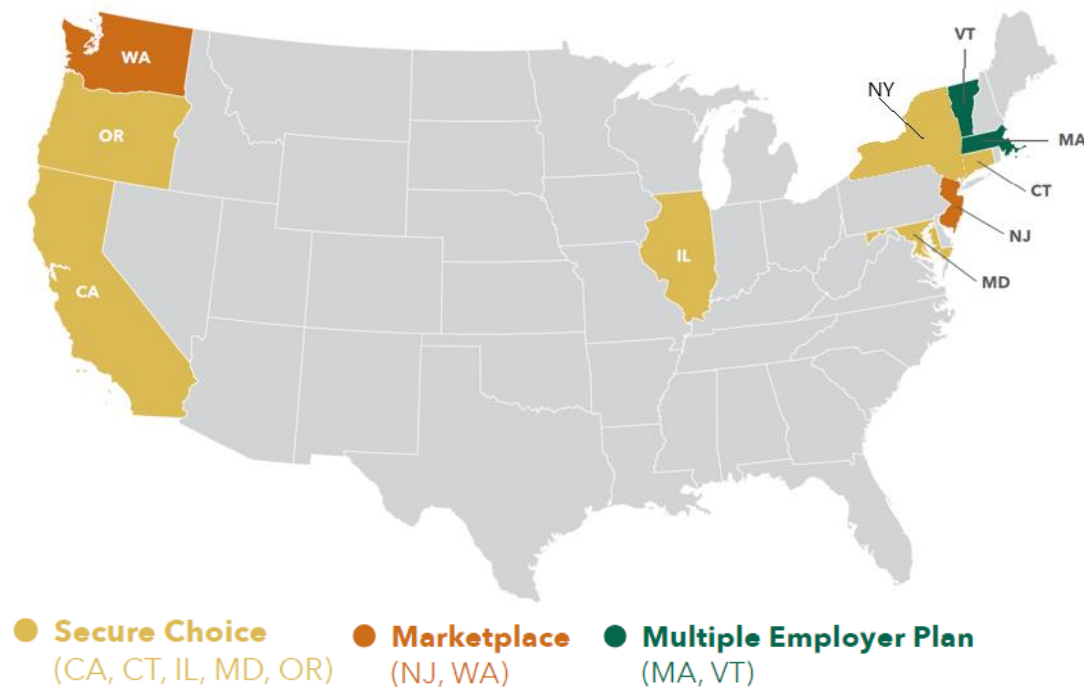 WA
VT
NY
OR
MA
CT
NJ
IL
MD
CA
Secure Choice
(CA, CT, IL, MD, OR)
Marketplace
(NJ, WA)
Multiple Employer Plan
(MA, VT)